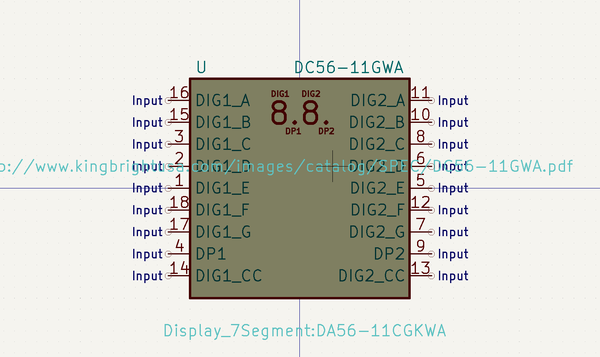 U DC56-11GWA
Input 16 DIG1_A DIG1 DIG2 DIG2_A 11 Input
Input 15 DIG1_B 8.8. DIG2_B 10 Input
Input 3 DIG1_C DP1 DP2 DIG2_C 8 Input
Input 2 DIG1_D DIG2_D 6 Input
p://www.kingbrightusa.com/images/catalog/SPEC/DC56-11GWA.pdf
Input 1 DIG1_E DIG2_E 5 Input
Input 18 DIG1_F DIG2_F 12 Input
Input 17 DIG1_G DIG2_G 7 Input
Input 4 DP1 DP2 9 Input
Input 14 DIG1_CC DIG2_CC 13 Input
Display_7Segment:DA56-11CGKWA